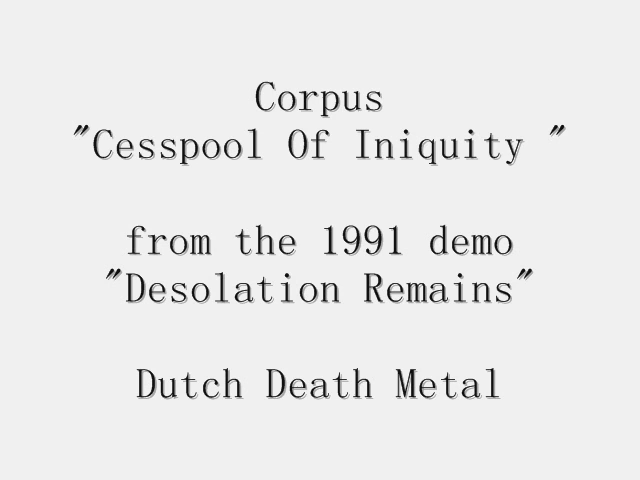 Corpus
"Cesspool Of Iniquity "
from the 1991 demo
"Desolation Remains"
Dutch Death Metal